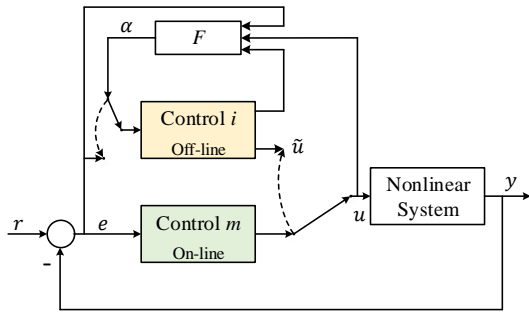 α
F
Control i
Off-line
ũ
Nonlinear
System
y
u
r
e
Control m
On-line
-